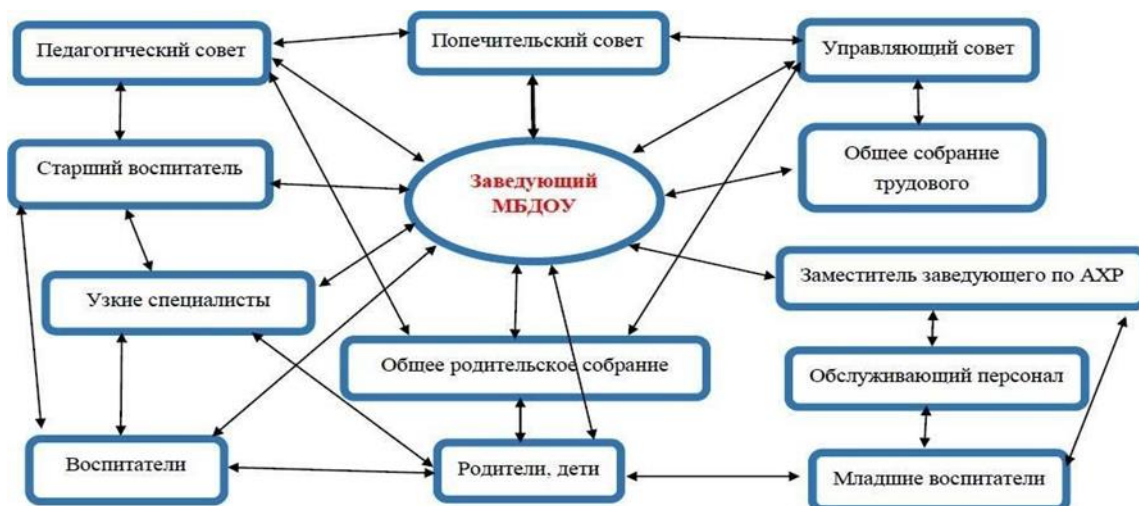 Педагогический совет
Попечительский совет
Управляющий совет
Старший воспитатель
Заведующий
МБДОУ
Общее собрание
трудового
Узкие специалисты
Заместитель заведующего по АХР
Общее родительское собрание
Обслуживающий персонал
Воспитатели
Родители, дети
Младшие воспитатели